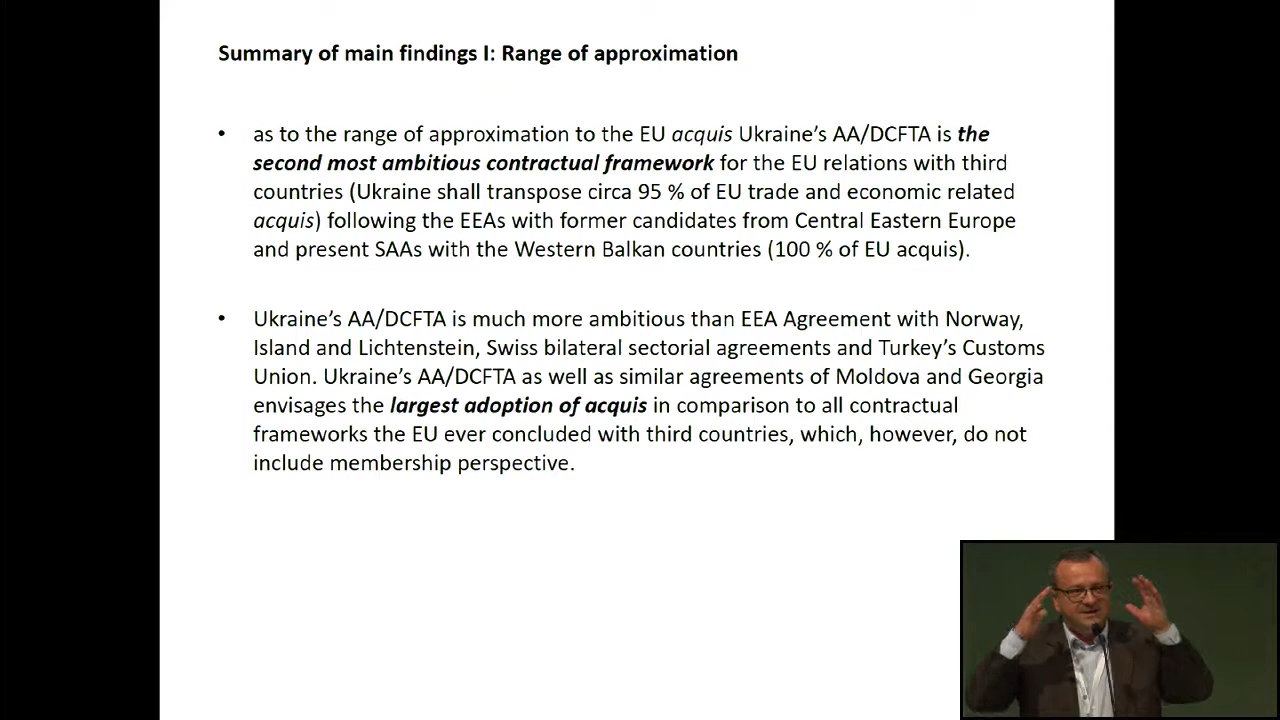 Summary of main findings I: Range of approximation
• as to the range of approximation to the EU acquis Ukraine's AA/DCFTA is the
second most ambitious contractual framework for the EU relations with third
countries (Ukraine shall transpose circa 95 % of EU trade and economic related
acquis) following the EEAs with former candidates from Central Eastern Europe
and present SAAs with the Western Balkan countries (100 % of EU acquis).
• Ukraine's AA/DCFTA is much more ambitious than EEA Agreement with Norway,
Island and Lichtenstein, Swiss bilateral sectorial agreements and Turkey's Customs
Union. Ukraine's AA/DCFTA as well as similar agreements of Moldova and Georgia
envisages the largest adoption of acquis in comparison to all contractual
frameworks the EU ever concluded with third countries, which, however, do not
include membership perspective.